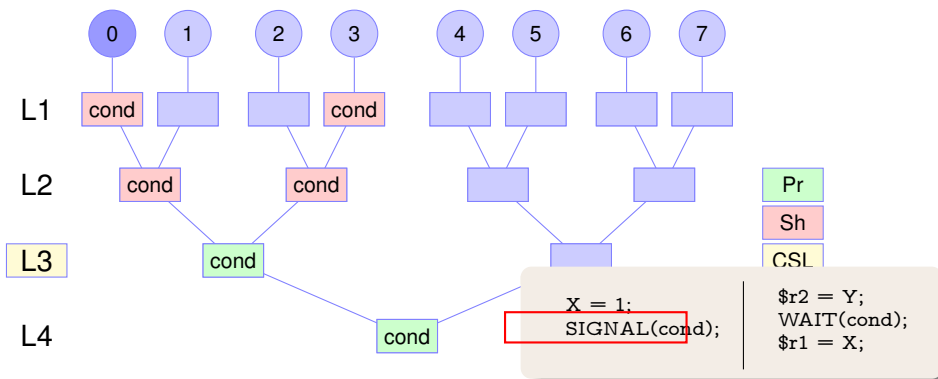 0 1 2 3 4 5 6 7
L1 cond cond
L2 cond cond Pr
Sh
L3 cond CSL
X = 1; $r2 = Y;
SIGNAL(cond); WAIT(cond);
L4 cond $r1 = X;